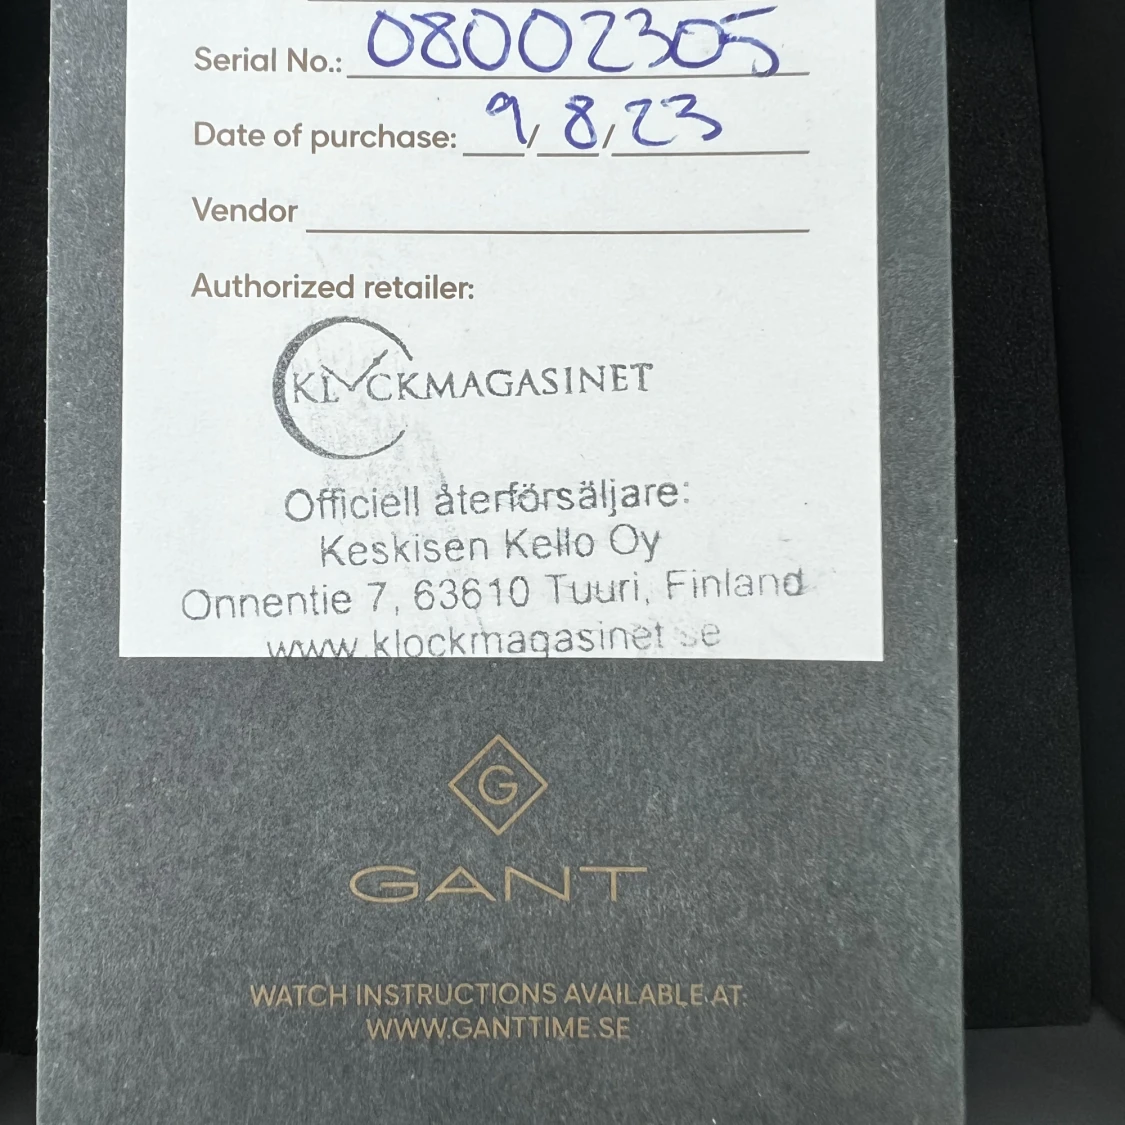 Serial No.: 08002305
Date of purchase: 9/8/23
Vendor
Authorized retailer:
KLOCKMAGASINET
Officiell återförsäljare:
Keskisen Kello Oy
Onnentie 7, 63610 Tuuri, Finland
www.klockmagasinet.se
G
GANT
WATCH INSTRUCTIONS AVAILABLE AT:
WWW.GANTTIME.SE